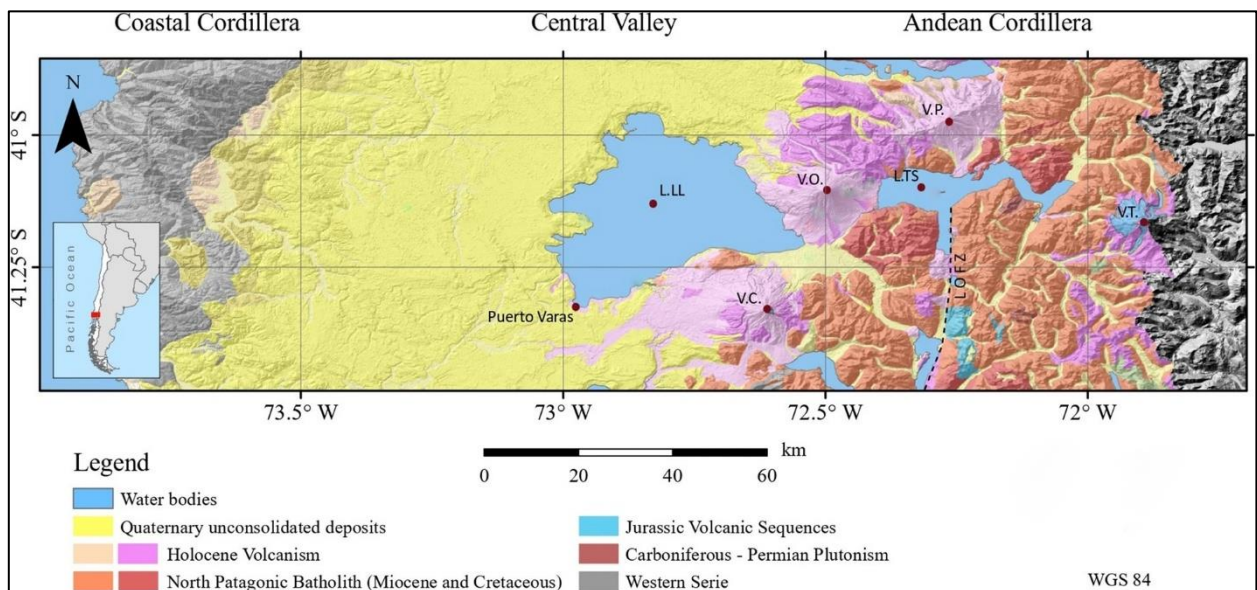 Coastal Cordillera Central Valley Andean Cordillera
N
41° S
41.25° S
V.P.
L.LL
V.O.
L.TS
V.T.
LOFZ
V.C.
Puerto Varas
Pacific Ocean
73.5° W 73° W 72.5° W 72° W
km
0 20 40 60
Legend
Water bodies
Quaternary unconsolidated deposits
Holocene Volcanism
North Patagonic Batholith (Miocene and Cretaceous)
Jurassic Volcanic Sequences
Carboniferous - Permian Plutonism
Western Serie
WGS 84